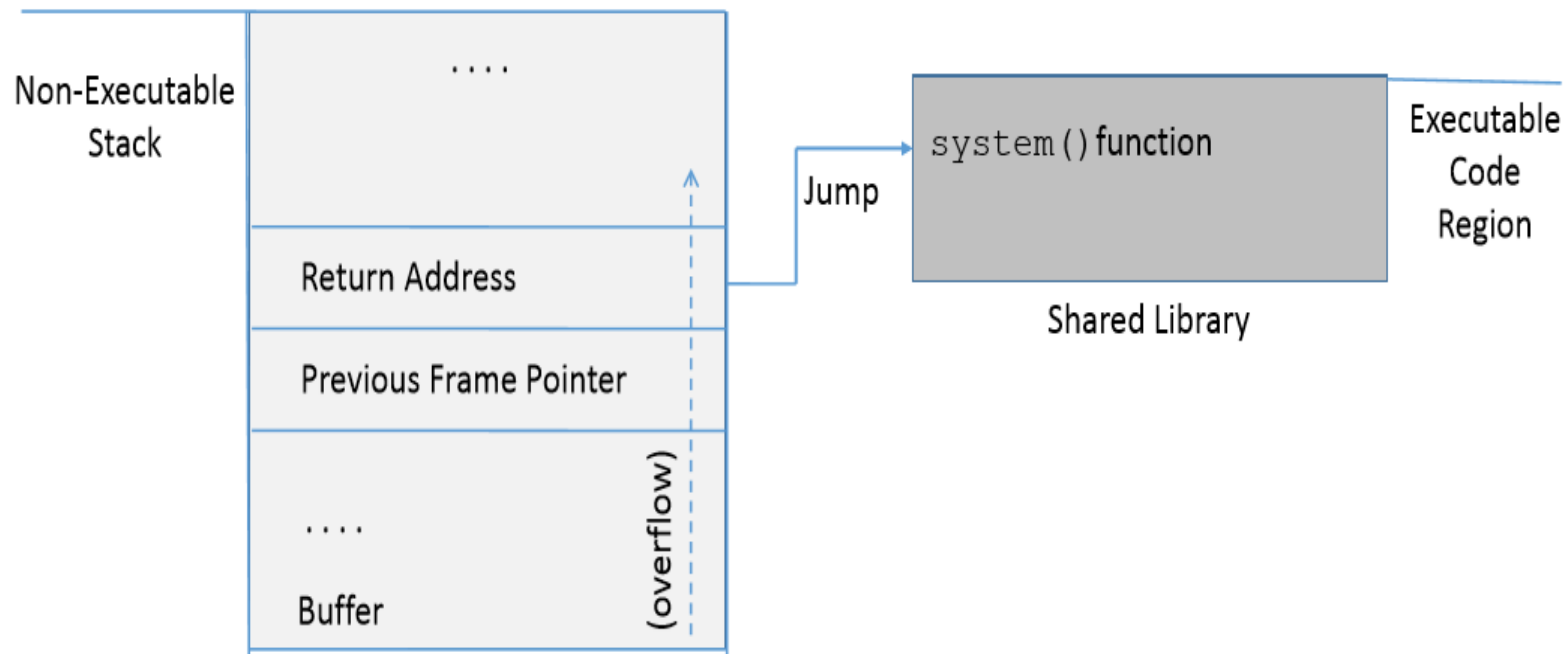 Non-Executable
Stack
. . . .
Return Address
Previous Frame Pointer
. . . .
Buffer
(overflow)
Jump
system()function
Shared Library
Executable
Code
Region